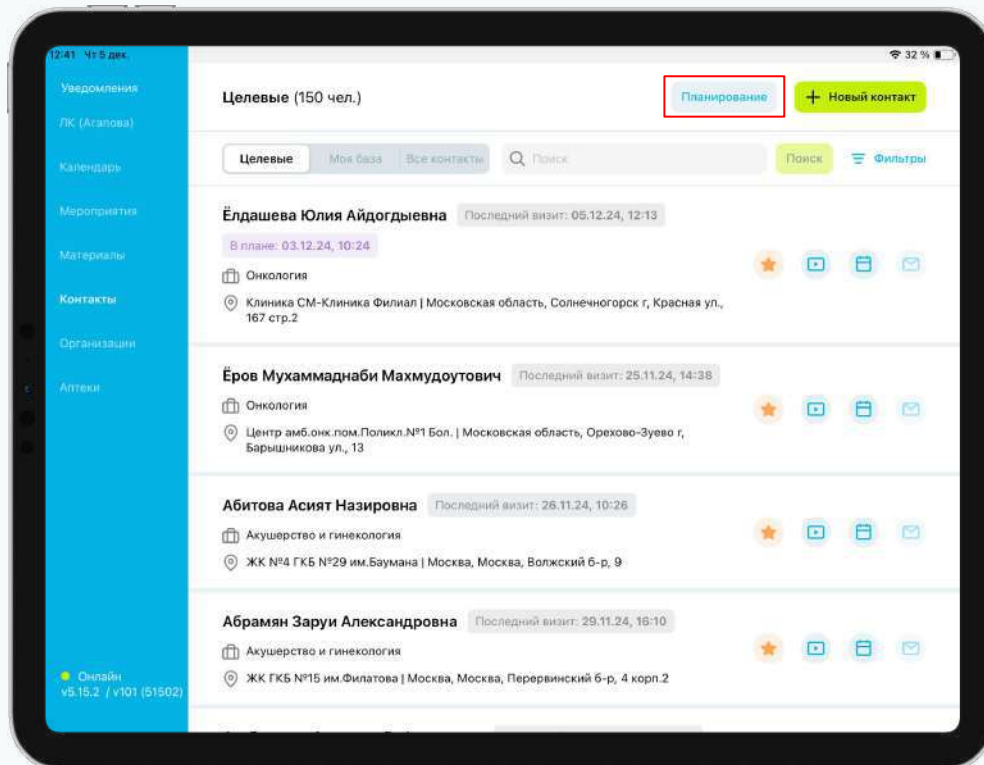 12:41 Чт 5 дек.
32 %
Уведомления
ЛК (Агапова)
Календарь
Мероприятия
Материалы
Контакты
Организации
Аптеки
Онлайн
v5.15.2 / v101 (51502)
Целевые (150 чел.)
Планирование
+ Новый контакт
Целевые
Моя база
Все контакты
Поиск
Поиск
Фильтры
Ёлдашева Юлия Айдогдыевна
Последний визит: 05.12.24, 12:13
В плане: 03.12.24, 10:24
Онкология
Клиника СМ-Клиника Филиал | Московская область, Солнечногорск г, Красная ул.,
167 стр.2
Ёров Мухаммаднаби Махмудоутович
Последний визит: 25.11.24, 14:38
Онкология
Центр амб.онк.пом.Поликл.№1 Бол. | Московская область, Орехово-Зуево г,
Барышникова ул., 13
Абитова Асият Назировна
Последний визит: 26.11.24, 10:26
Акушерство и гинекология
ЖК №4 ГКБ №29 им.Баумана | Москва, Москва, Волжский б-р, 9
Абрамян Заруи Александровна
Последний визит: 29.11.24, 16:10
Акушерство и гинекология
ЖК ГКБ №15 им.Филатова | Москва, Москва, Перервинский б-р, 4 корп.2